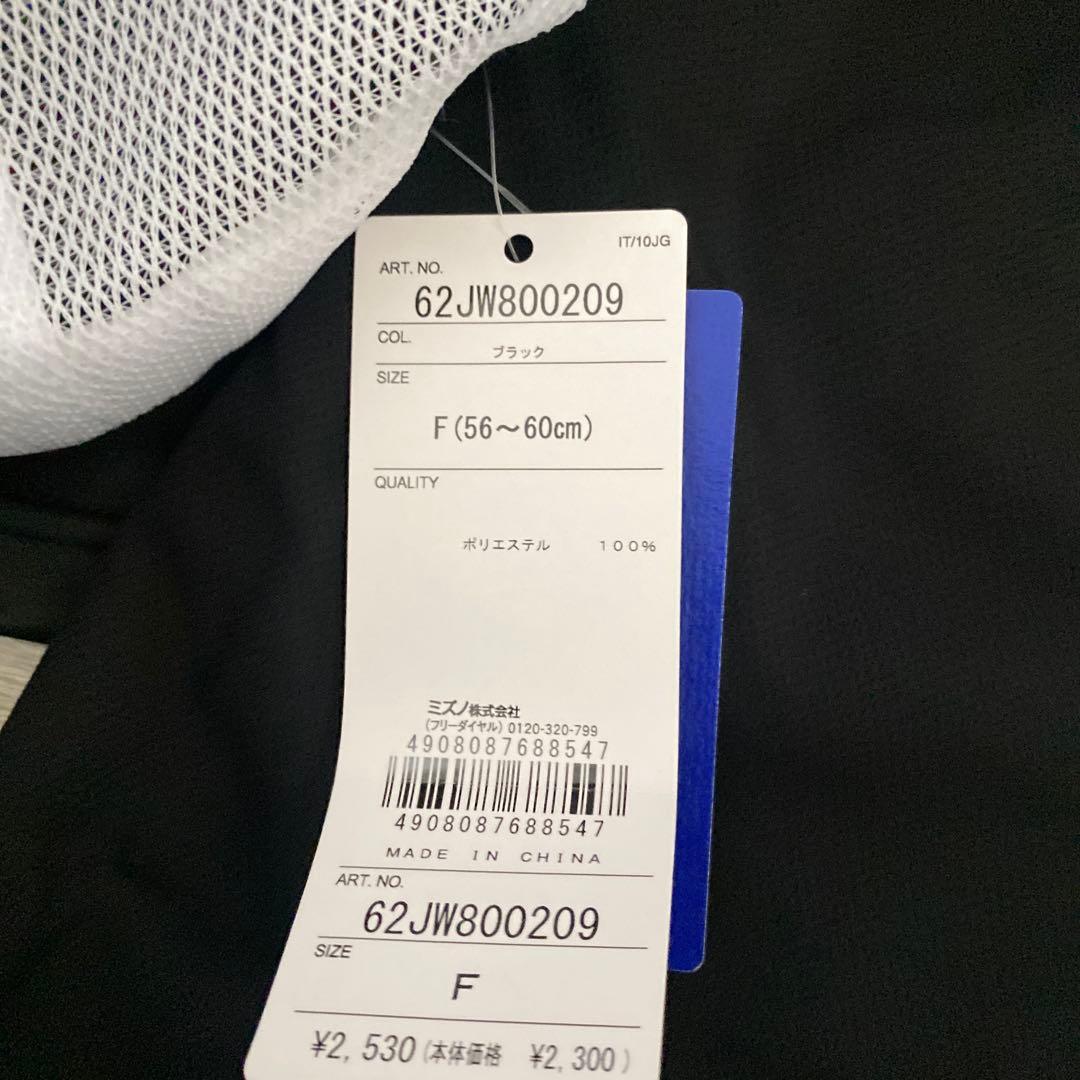 IT/10JG
ART. NO.
62JW800209
COL.
ブラック
SIZE
F(56～60cm)
QUALITY
ポリエステル 100%
ミズノ株式会社
(フリーダイヤル) 0120-320-799
4908087688547
4908087688547
MADE IN CHINA
ART. NO.
62JW800209
SIZE
F
¥2,530(本体価格 ¥2,300)